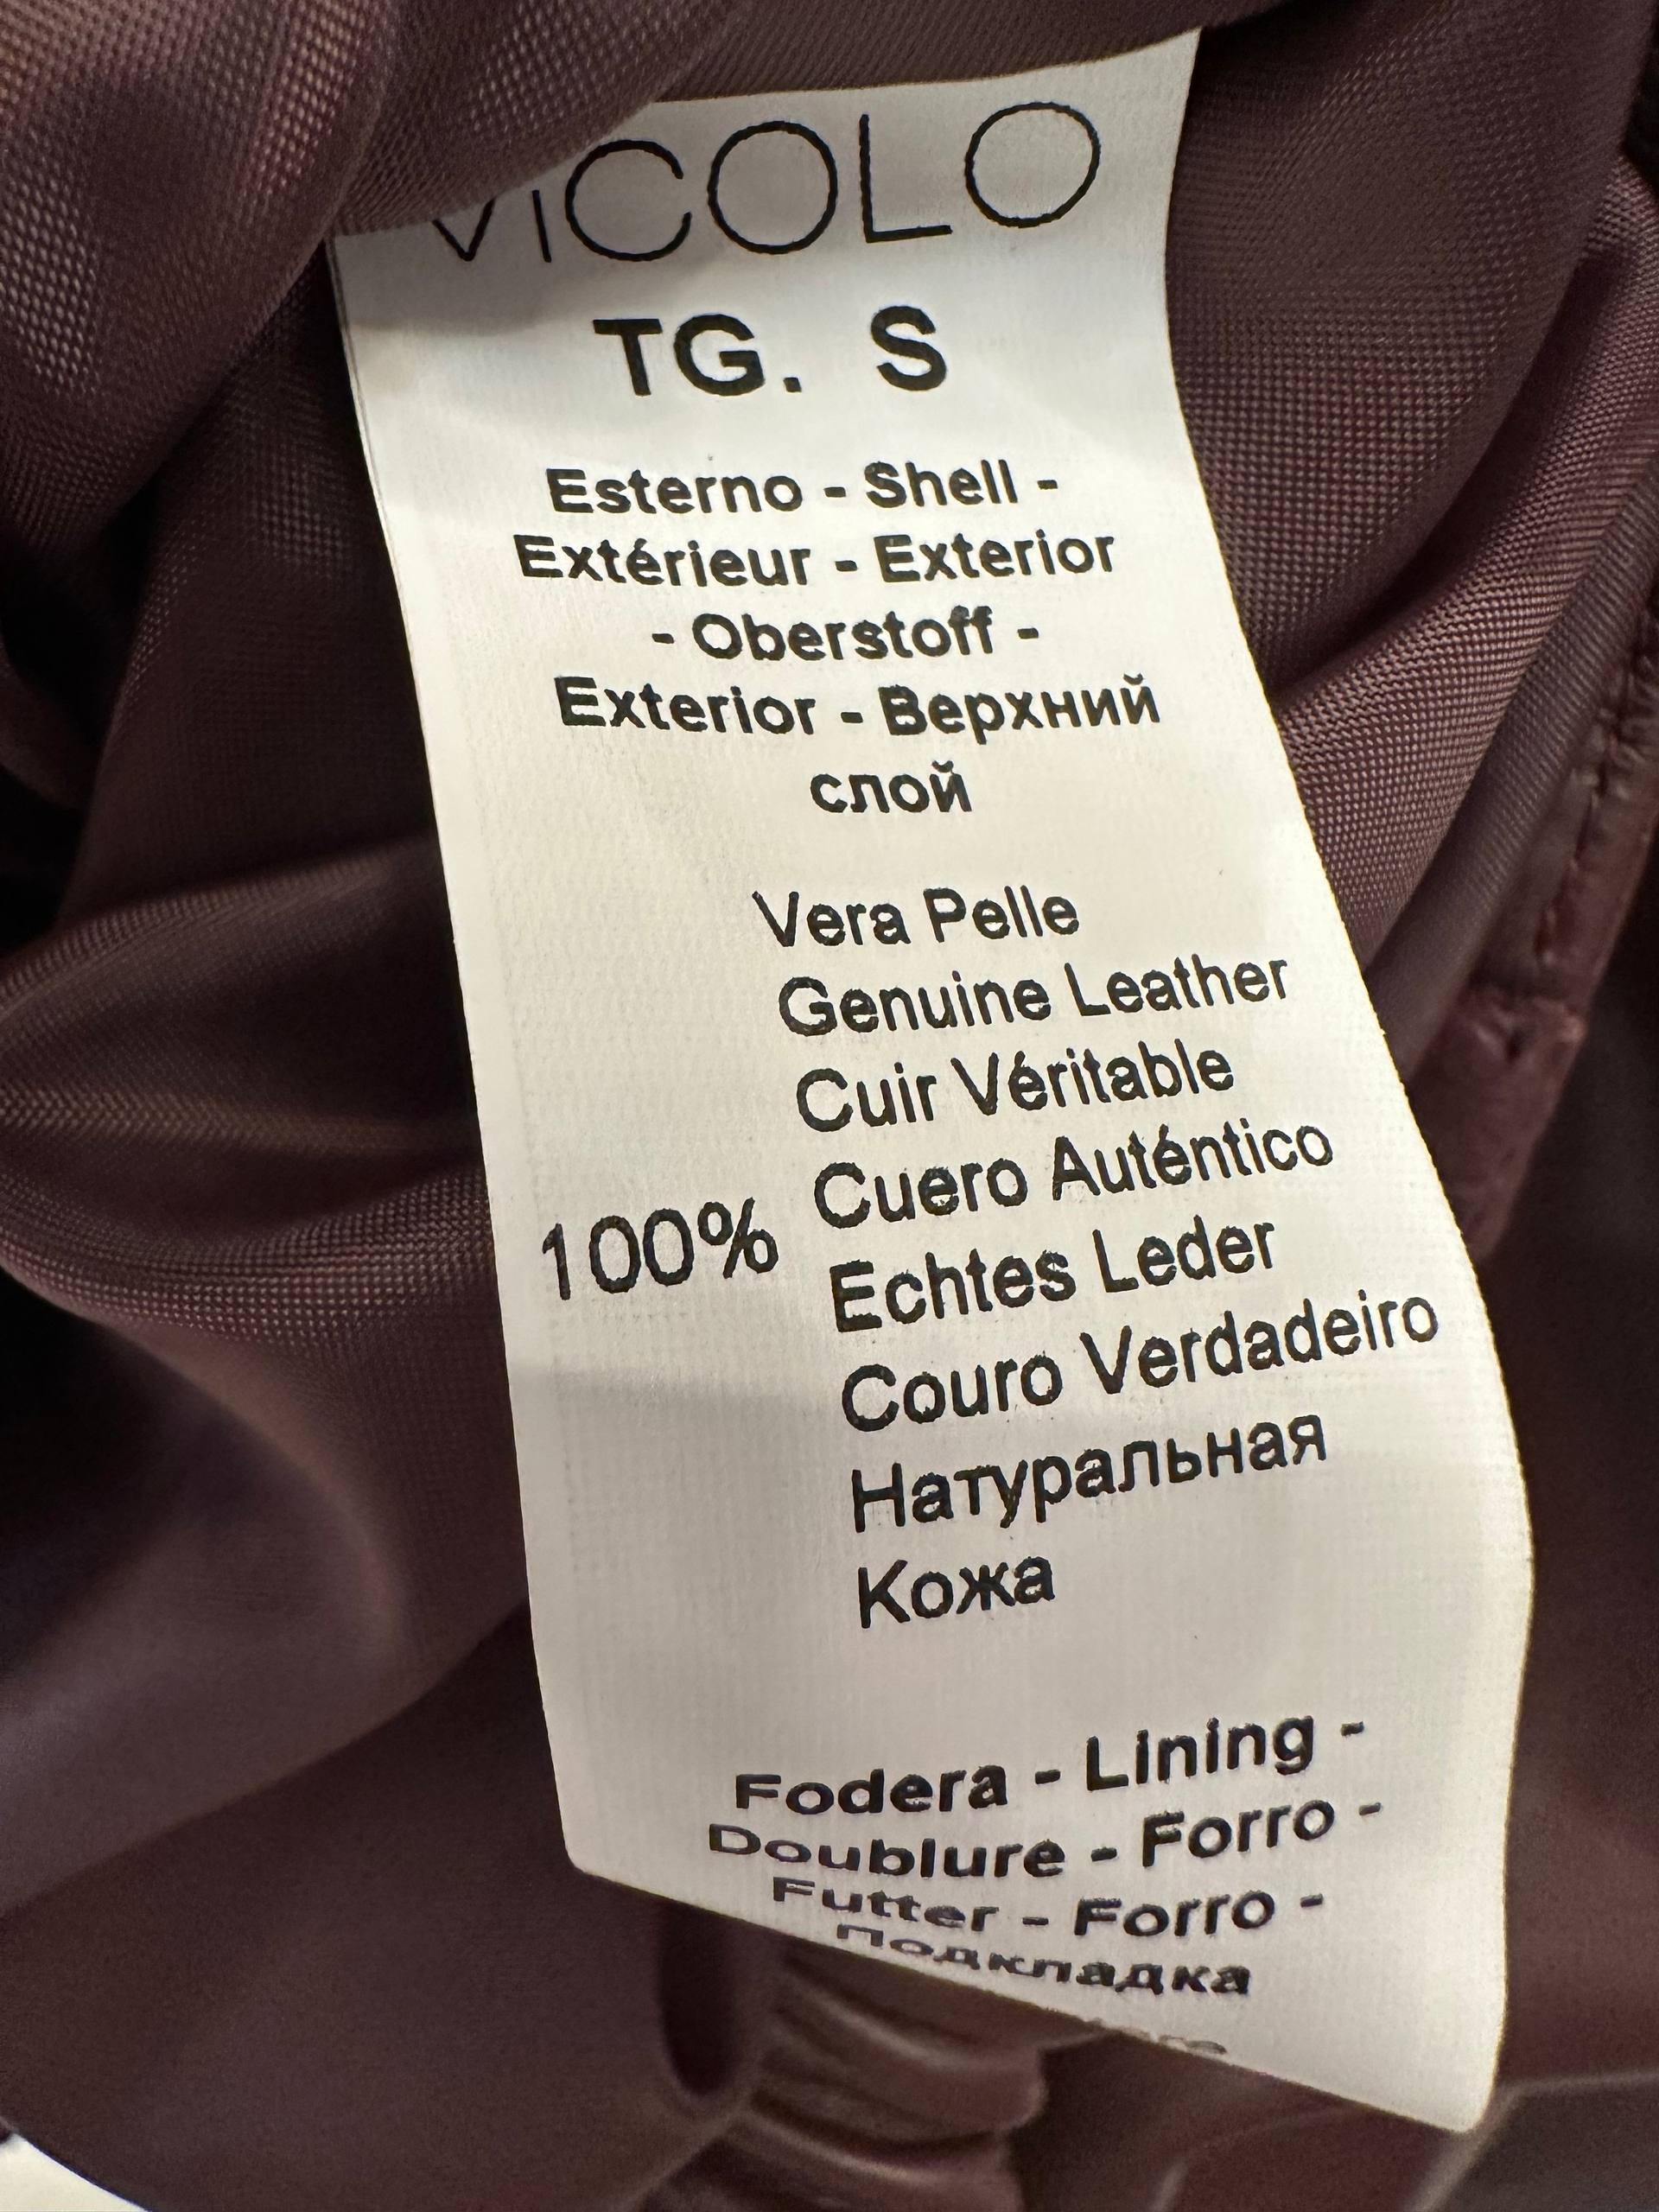 VICOLO
TG. S
Esterno - Shell -
Extérieur - Exterior
- Oberstoff -
Exterior - Верхний
слой
Vera Pelle
Genuine Leather
Cuir Véritable
Cuero Auténtico
100%
Echtes Leder
Couro Verdadeiro
Натуральная
Кожа
Fodera - Lining -
Doublure - Forro -
Futter - Forro -
Подкладка